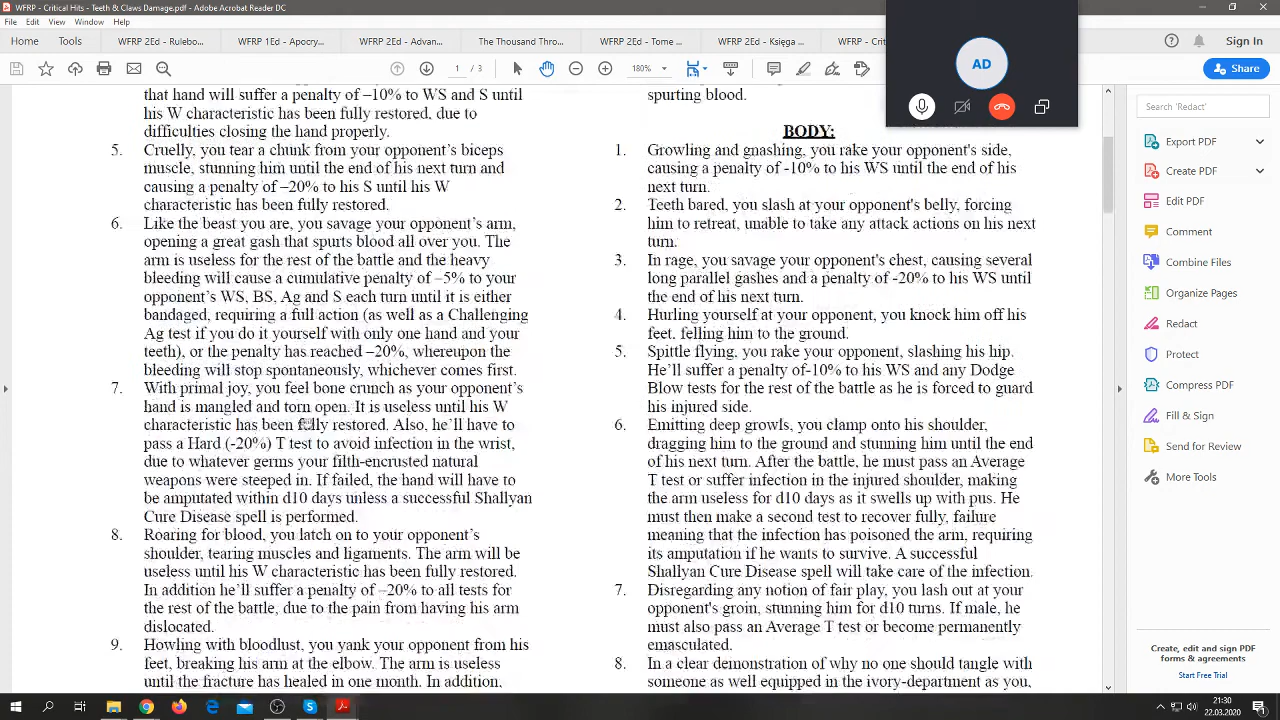 WFRP - Critical Hits - Teeth & Claws Damage.pdf - Adobe Acrobat Reader DC
File Edit View Window Help
Home Tools WFRP 2Ed - Rulebo... WFRP 1Ed - Apocry... WFRP 2Ed - Advan... The Thousand Thro... WFRP 2Ed - Tome ... WFRP 2Ed - Księga ... WFRP - Crit
AD
Sign In
1 / 3
180%
Share
that hand will suffer a penalty of –10% to WS and S until
his W characteristic has been fully restored, due to
difficulties closing the hand properly.
5. Cruelly, you tear a chunk from your opponent’s biceps
muscle, stunning him until the end of his next turn and
causing a penalty of –20% to his S until his W
characteristic has been fully restored.
6. Like the beast you are, you savage your opponent’s arm,
opening a great gash that spurts blood all over you. The
arm is useless for the rest of the battle and the heavy
bleeding will cause a cumulative penalty of –5% to your
opponent’s WS, BS, Ag and S each turn until it is either
bandaged, requiring a full action (as well as a Challenging
Ag test if you do it yourself with only one hand and your
teeth), or the penalty has reached –20%, whereupon the
bleeding will stop spontaneously, whichever comes first.
7. With primal joy, you feel bone crunch as your opponent’s
hand is mangled and torn open. It is useless until his W
characteristic has been fully restored. Also, he’ll have to
pass a Hard (-20%) T test to avoid infection in the wrist,
due to whatever germs your filth-encrusted natural
weapons were steeped in. If failed, the hand will have to
be amputated within d10 days unless a successful Shallyan
Cure Disease spell is performed.
8. Roaring for blood, you latch on to your opponent’s
shoulder, tearing muscles and ligaments. The arm will be
useless until his W characteristic has been fully restored.
In addition he’ll suffer a penalty of –20% to all tests for
the rest of the battle, due to the pain from having his arm
dislocated.
9. Howling with bloodlust, you yank your opponent from his
feet, breaking his arm at the elbow. The arm is useless
until the fracture has healed in one month. In addition,
spurting blood.
BODY:
1. Growling and gnashing, you rake your opponent's side,
causing a penalty of -10% to his WS until the end of his
next turn.
2. Teeth bared, you slash at your opponent's belly, forcing
him to retreat, unable to take any attack actions on his next
turn.
3. In rage, you savage your opponent's chest, causing several
long parallel gashes and a penalty of -20% to his WS until
the end of his next turn.
4. Hurling yourself at your opponent, you knock him off his
feet, felling him to the ground.
5. Spittle flying, you rake your opponent, slashing his hip.
He’ll suffer a penalty of-10% to his WS and any Dodge
Blow tests for the rest of the battle as he is forced to guard
his injured side.
6. Emitting deep growls, you clamp onto his shoulder,
dragging him to the ground and stunning him until the end
of his next turn. After the battle, he must pass an Average
T test or suffer infection in the injured shoulder, making
the arm useless for d10 days as it swells up with pus. He
must then make a second test to recover fully, failure
meaning that the infection has poisoned the arm, requiring
its amputation if he wants to survive. A successful
Shallyan Cure Disease spell will take care of the infection.
7. Disregarding any notion of fair play, you lash out at your
opponent's groin, stunning him for d10 turns. If male, he
must also pass an Average T test or become permanently
emasculated.
8. In a clear demonstration of why no one should tangle with
someone as well equipped in the ivory-department as you,
Search 'Redact'
Export PDF
Create PDF
Edit PDF
Comment
Combine Files
Organize Pages
Redact
Protect
Compress PDF
Fill & Sign
Send for Review
More Tools
Create, edit and sign PDF
forms & agreements
Start Free Trial
21:30
22.03.2020